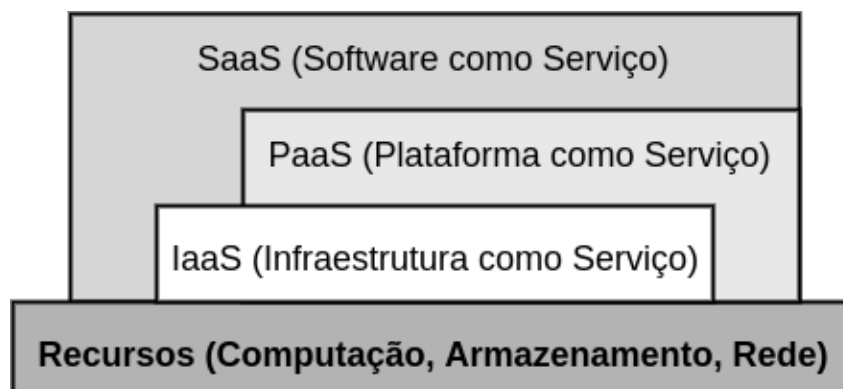 SaaS (Software como Serviço)
PaaS (Plataforma como Serviço)
IaaS (Infraestrutura como Serviço)
Recursos (Computação, Armazenamento, Rede)